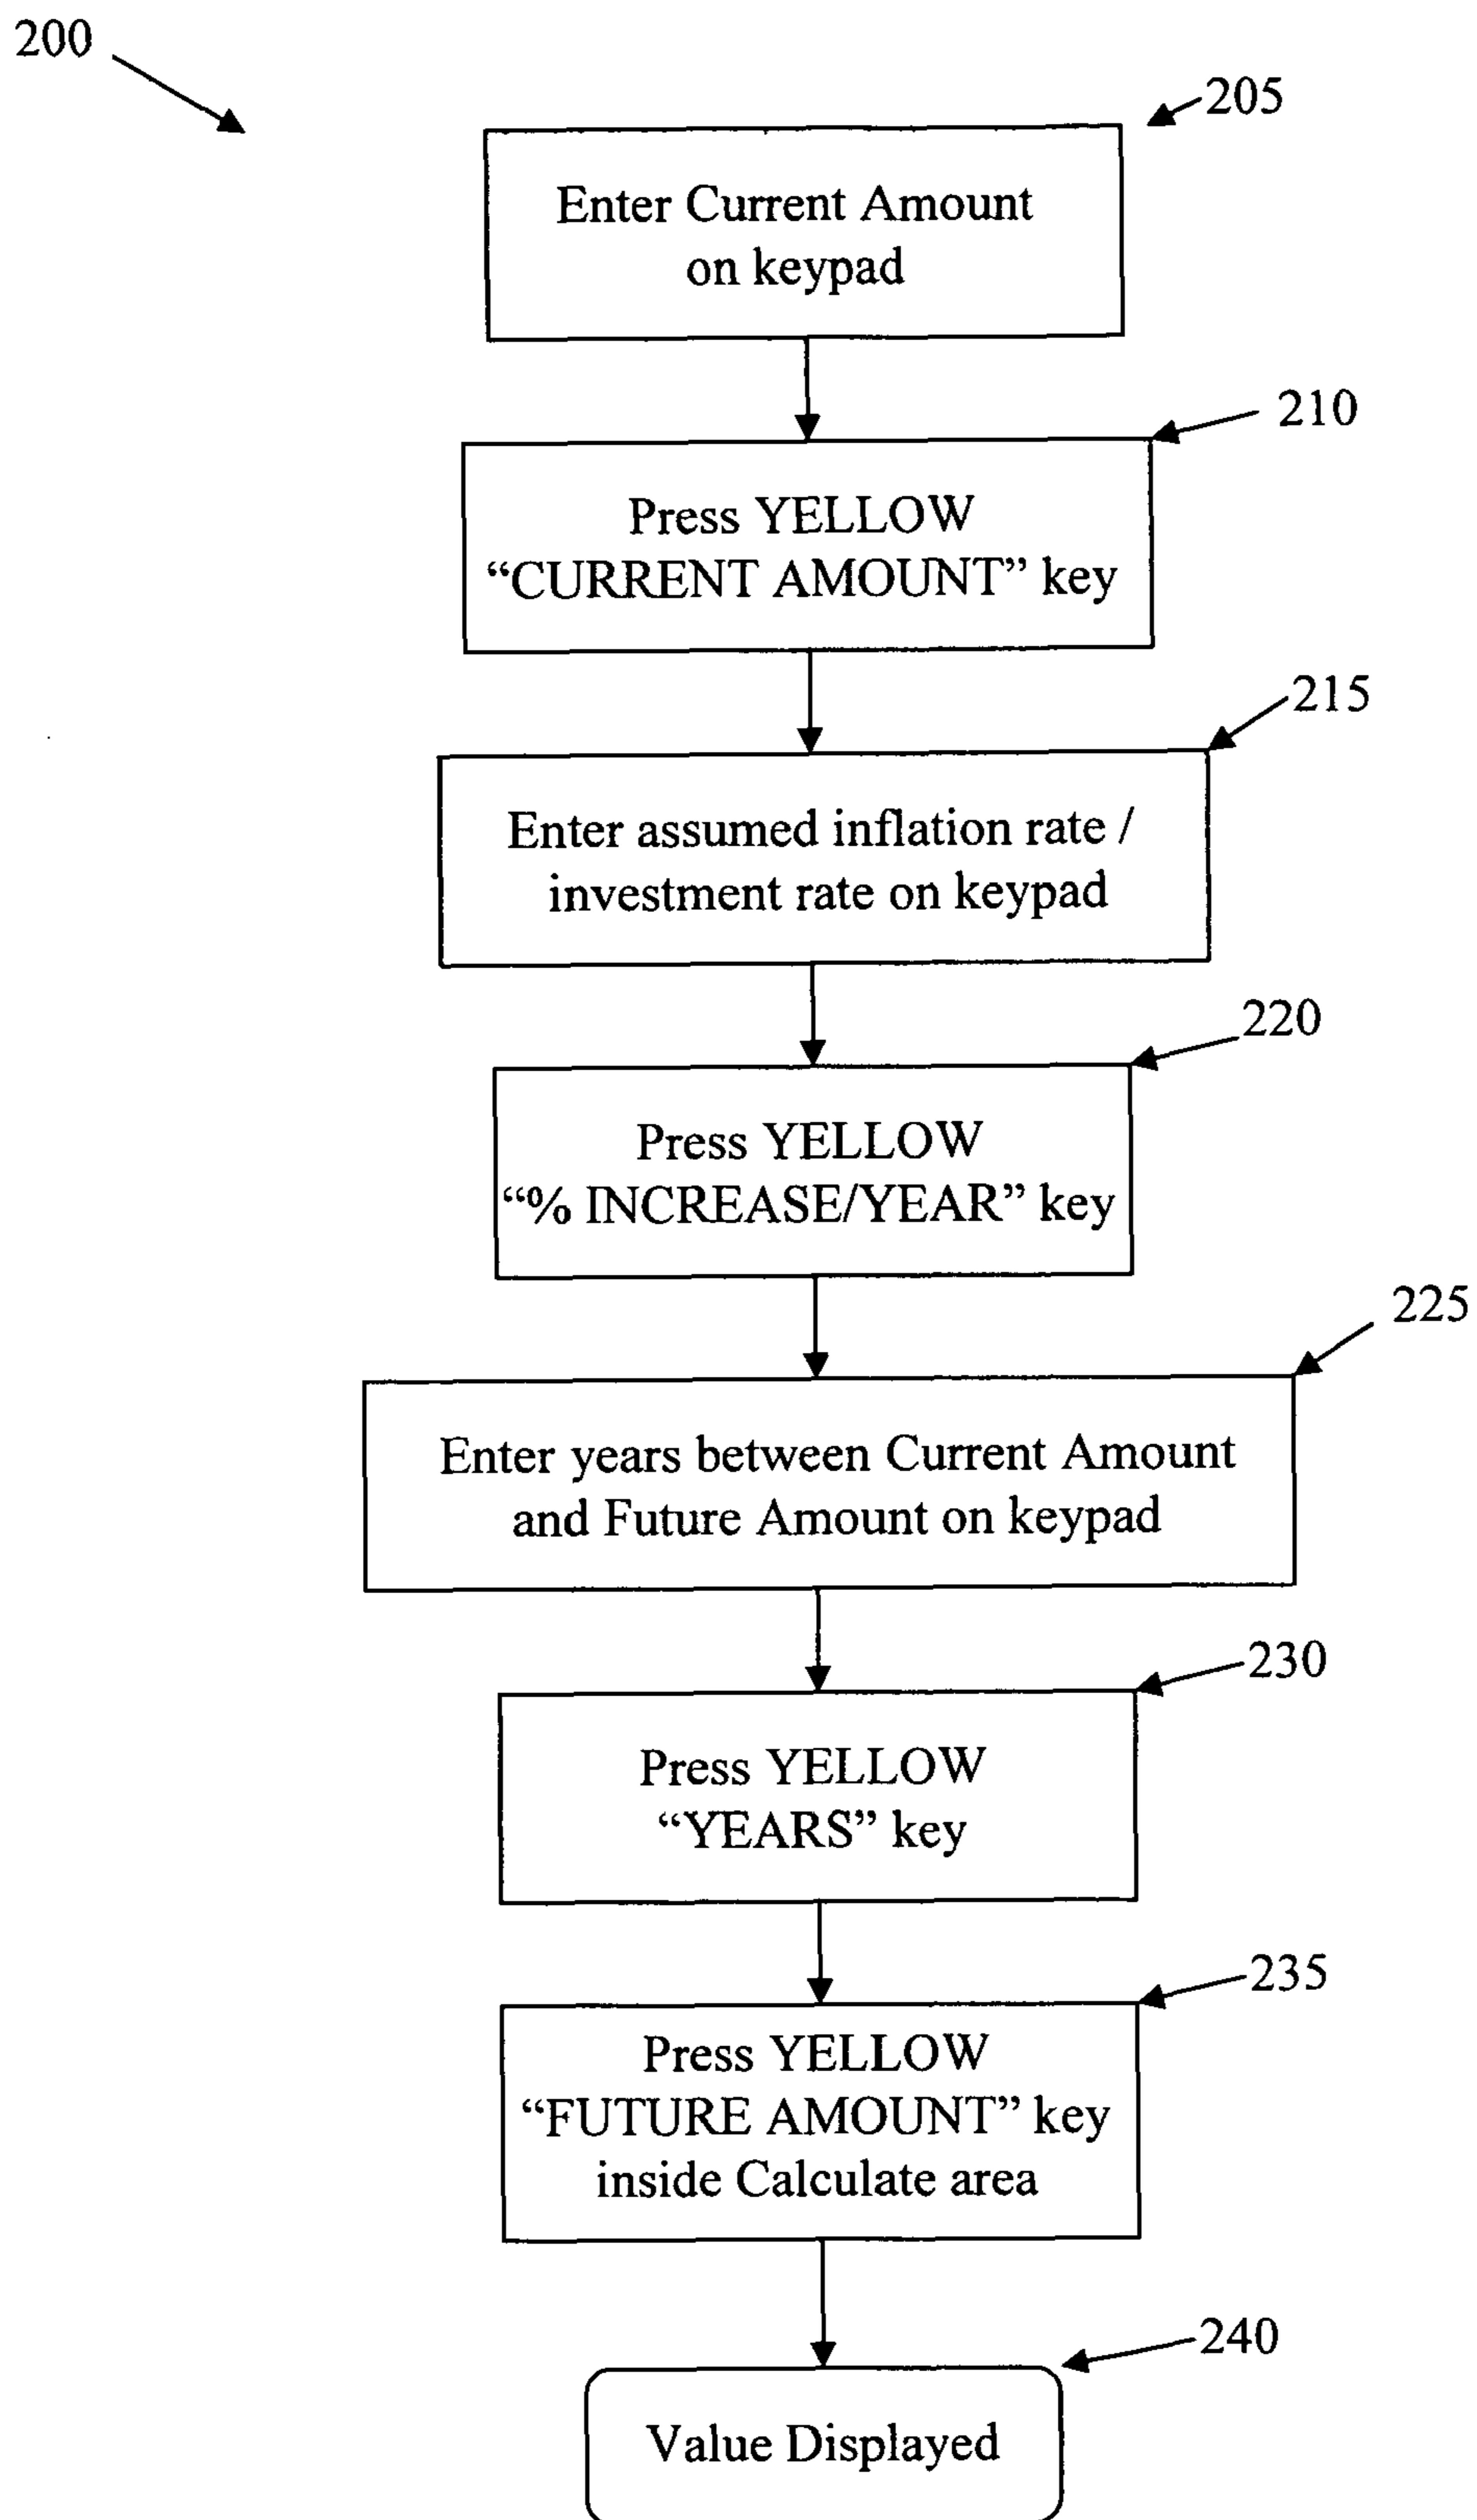 200
205
Enter Current Amount
on keypad
210
Press YELLOW
“CURRENT AMOUNT” key
215
Enter assumed inflation rate /
investment rate on keypad
220
Press YELLOW
“% INCREASE/YEAR” key
225
Enter years between Current Amount
and Future Amount on keypad
230
Press YELLOW
“YEARS” key
235
Press YELLOW
“FUTURE AMOUNT” key
inside Calculate area
240
Value Displayed